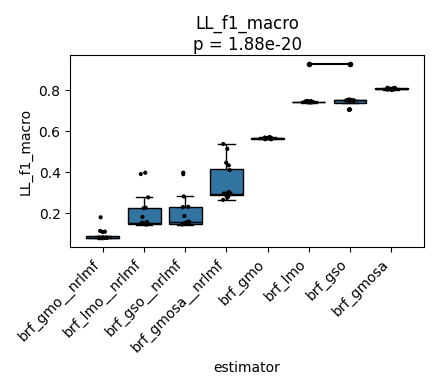 LL_f1_macro
p = 1.88e-20
LL_f1_macro
0.8
0.6
0.4
0.2
brf_gmo__nrlmf
brf_lmo__nrlmf
brf_gso__nrlmf
brf_gmosa__nrlmf
brf_gmo
brf_lmo
brf_gso
brf_gmosa
estimator